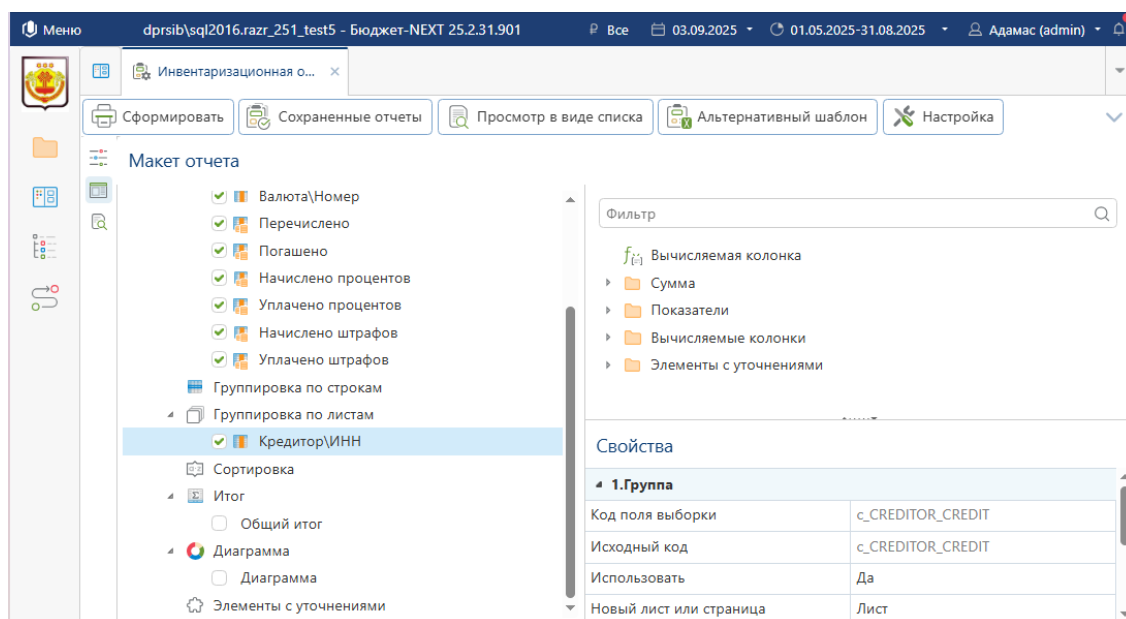 Меню dprsib\sql2016.razr_251_test5 - Бюджет-NEXT 25.2.31.901 ₽ Все 03.09.2025 01.05.2025-31.08.2025 Адамас (admin)
Инвентаризационная о...
Сформировать Сохраненные отчеты Просмотр в виде списка Альтернативный шаблон Настройка
Макет отчета
Валюта\Номер
Перечислено
Погашено
Начислено процентов
Уплачено процентов
Начислено штрафов
Уплачено штрафов
Группировка по строкам
Группировка по листам
Кредитор\ИНН
Сортировка
Итог
Общий итог
Диаграмма
Диаграмма
Элементы с уточнениями
Фильтр
Вычисляемая колонка
Сумма
Показатели
Вычисляемые колонки
Элементы с уточнениями
Свойства
1.Группа
Код поля выборки c_CREDITOR_CREDIT
Исходный код c_CREDITOR_CREDIT
Использовать Да
Новый лист или страница Лист